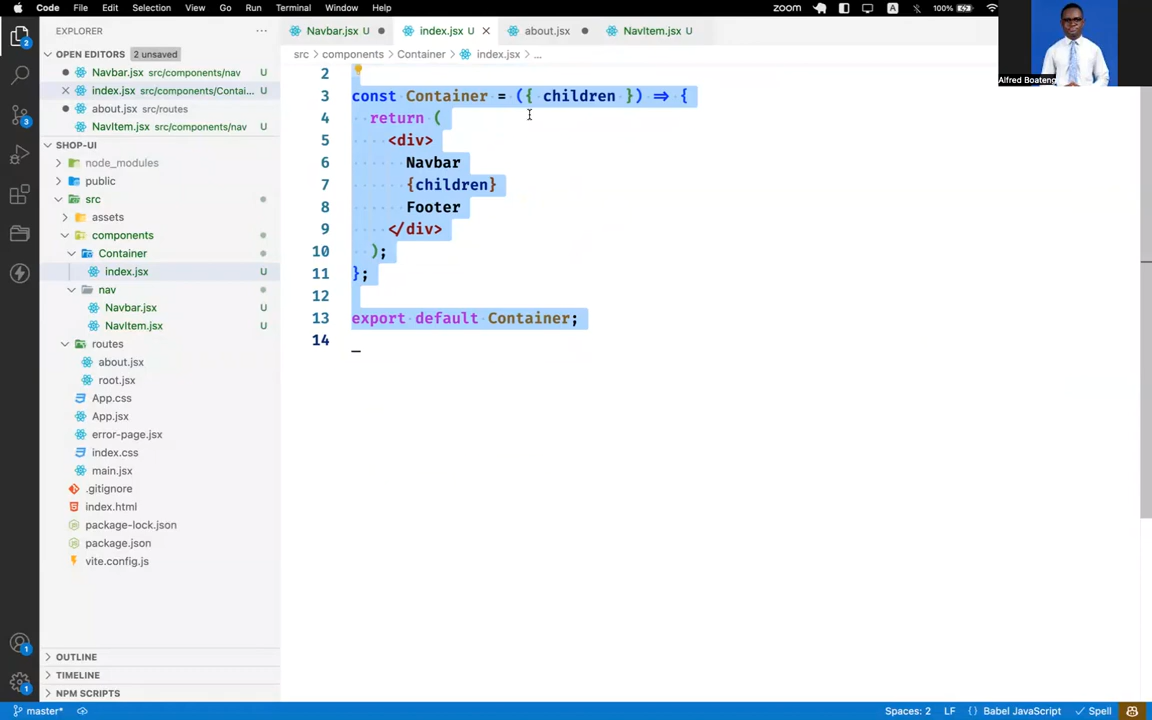 Code File Edit Selection View Go Run Terminal Window Help zoom A 100%
EXPLORER
OPEN EDITORS 2 unsaved
Navbar.jsx src/components/nav U
index.jsx src/components/Contai... U
about.jsx src/routes
NavItem.jsx src/components/nav U
SHOP-UI
node_modules
public
src
assets
components
Container
index.jsx U
nav
Navbar.jsx U
NavItem.jsx U
routes
about.jsx
root.jsx
App.css
App.jsx
error-page.jsx
index.css
main.jsx
.gitignore
index.html
package-lock.json
package.json
vite.config.js
OUTLINE
TIMELINE
NPM SCRIPTS
Navbar.jsx U index.jsx U about.jsx NavItem.jsx U
src > components > Container > index.jsx > ...
2
3 const Container = ({ children }) => {
4 return (
5 <div>
6 Navbar
7 {children}
8 Footer
9 </div>
10 );
11 };
12
13 export default Container;
14
Alfred Boateng
2
1
1
master* Spaces: 2 LF {} Babel JavaScript Spell